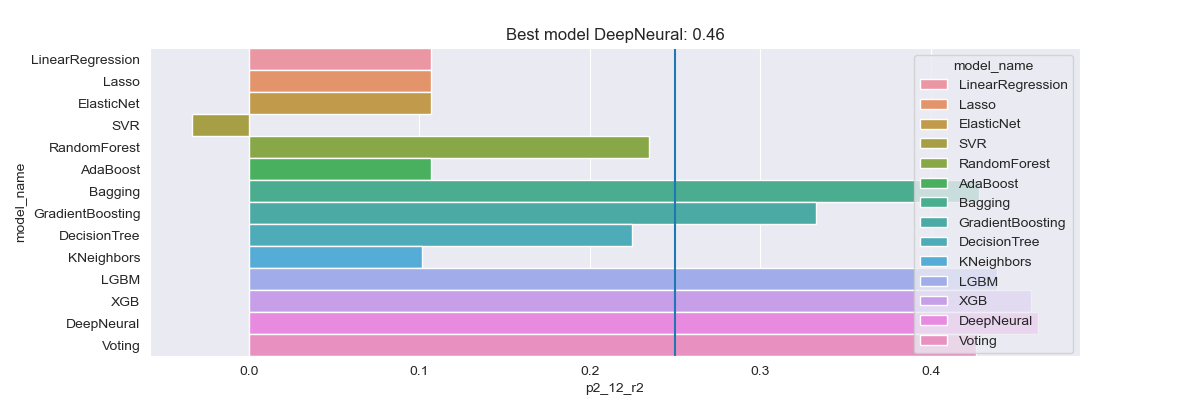 Best model DeepNeural: 0.46
model_name
LinearRegression
Lasso
ElasticNet
SVR
RandomForest
AdaBoost
Bagging
GradientBoosting
DecisionTree
KNeighbors
LGBM
XGB
DeepNeural
Voting
0.0 0.1 0.2 0.3 0.4
p2_12_r2
model_name
LinearRegression
Lasso
ElasticNet
SVR
RandomForest
AdaBoost
Bagging
GradientBoosting
DecisionTree
KNeighbors
LGBM
XGB
DeepNeural
Voting